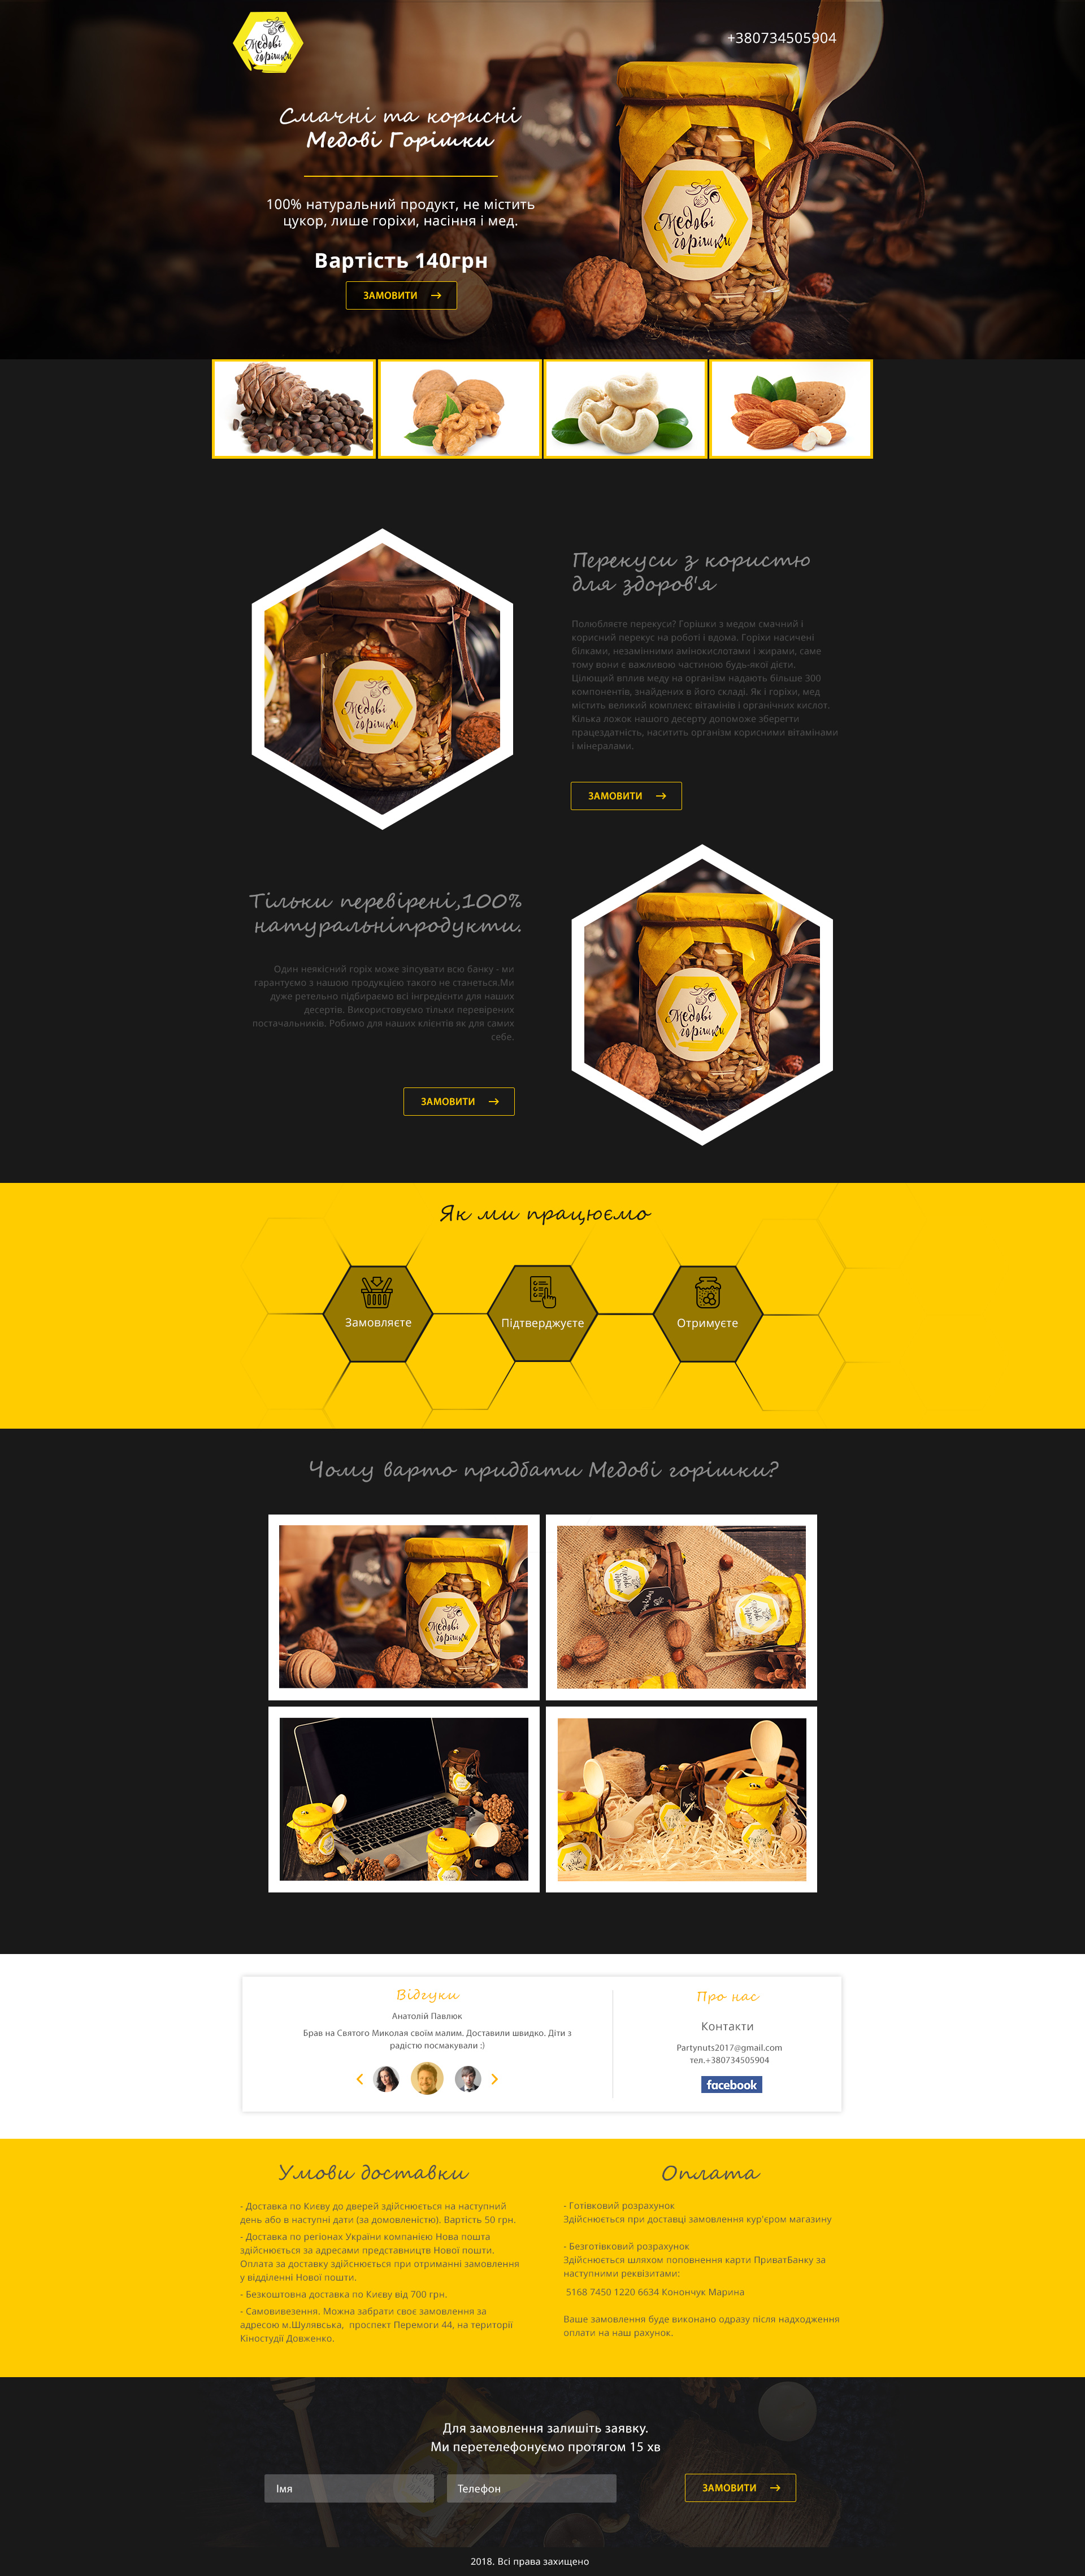 Медові
горішки
+380734505904
Смачні та корисні
Медові Горішки
100% натуральний продукт, не містить
цукор, лише горіхи, насіння і мед.
Вартість 140грн
ЗАМОВИТИ
Медові
горішки
Перекуси з користю
для здоров'я
Полюбляєте перекуси? Горішки з медом смачний і
корисний перекус на роботі і вдома. Горіхи насичені
білками, незамінними амінокислотами і жирами, саме
тому вони є важливою частиною будь-якої дієти.
Цілющий вплив меду на організм надають більше 300
компонентів, знайдених в його складі. Як і горіхи, мед
містить великий комплекс вітамінів і органічних кислот.
Кілька ложок нашого десерту допоможе зберегти
працездатність, наситить організм корисними вітамінами
і мінералами.
ЗАМОВИТИ
Медові
горішки
Тільки перевірені,100%
натуральніпродукти.
Один неякісний горіх може зіпсувати всю банку - ми
гарантуємо з нашою продукцією такого не станеться.Ми
дуже ретельно підбираємо всі інгредієнти для наших
десертів. Використовуємо тільки перевірених
постачальників. Робимо для наших клієнтів як для самих
себе.
ЗАМОВИТИ
Медові
горішки
Як ми працюємо
Замовляєте
Підтверджуєте
Отримуєте
Чому варто придбати Медові горішки?
Медові
горішки
Відгуки
Анатолій Павлюк
Брав на Святого Миколая своїм малим. Доставили швидко. Діти з
радістю посмакували :)
Про нас
Контакти
Partynuts2017@gmail.com
тел.+380734505904
facebook
Умови доставки
- Доставка по Києву до дверей здійснюється на наступний
день або в наступні дати (за домовленістю). Вартість 50 грн.
- Доставка по регіонах України компанією Нова пошта
здійснюється за адресами представництв Нової пошти.
Оплата за доставку здійснюється при отриманні замовлення
у відділенні Нової пошти.
- Безкоштовна доставка по Києву від 700 грн.
- Самовивезення. Можна забрати своє замовлення за
адресою м.Шулявська, проспект Перемоги 44, на території
Кіностудії Довженко.
Оплата
- Готівковий розрахунок
Здійснюється при доставці замовлення кур'єром магазину
- Безготівковий розрахунок
Здійснюється шляхом поповнення карти ПриватБанку за
наступними реквізитами:
5168 7450 1220 6634 Конончук Марина
Ваше замовлення буде виконано одразу після надходження
оплати на наш рахунок.
Для замовлення залишіть заявку.
Ми перетелефонуємо протягом 15 хв
Імя
Телефон
ЗАМОВИТИ
2018. Всі права захищено